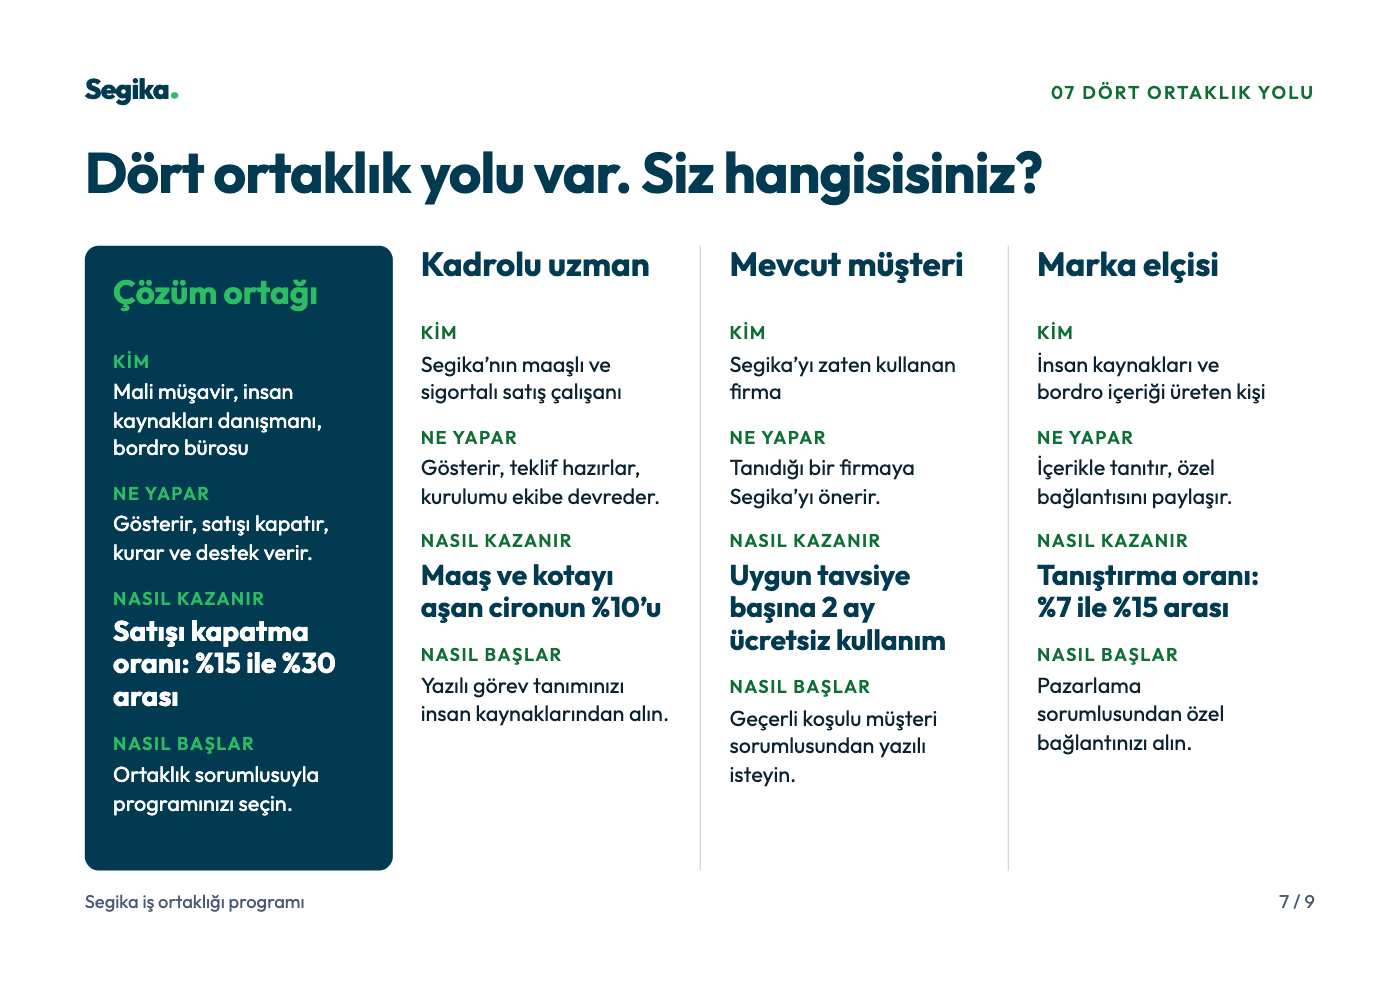 Segika.
07 DÖRT ORTAKLIK YOLU
Dört ortaklık yolu var. Siz hangisisiniz?
Çözüm ortağı
KİM
Mali müşavir, insan
kaynakları danışmanı,
bordro bürosu
NE YAPAR
Gösterir, satışı kapatır,
kurar ve destek verir.
NASIL KAZANIR
Satışı kapatma
oranı: %15 ile %30
arası
NASIL BAŞLAR
Ortaklık sorumlusuyla
programınızı seçin.
Kadrolu uzman
KİM
Segika’nın maaşlı ve
sigortalı satış çalışanı
NE YAPAR
Gösterir, teklif hazırlar,
kurulumu ekibe devreder.
NASIL KAZANIR
Maaş ve kotayı
aşan cironun %10’u
NASIL BAŞLAR
Yazılı görev tanımınızı
insan kaynaklarından alın.
Mevcut müşteri
KİM
Segika’yı zaten kullanan
firma
NE YAPAR
Tanıdığı bir firmaya
Segika’yı önerir.
NASIL KAZANIR
Uygun tavsiye
başına 2 ay
ücretsiz kullanım
NASIL BAŞLAR
Geçerli koşulu müşteri
sorumlusundan yazılı
isteyin.
Marka elçisi
KİM
İnsan kaynakları ve
bordro içeriği üreten kişi
NE YAPAR
İçerikle tanıtır, özel
bağlantısını paylaşır.
NASIL KAZANIR
Tanıştırma oranı:
%7 ile %15 arası
NASIL BAŞLAR
Pazarlama
sorumlusundan özel
bağlantınızı alın.
Segika iş ortaklığı programı
7 / 9